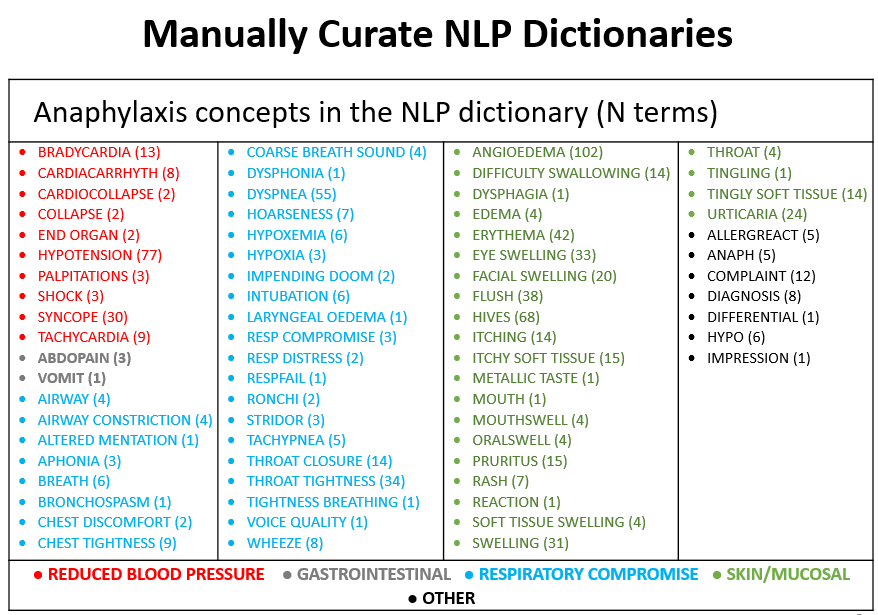 Manually Curate NLP Dictionaries
Anaphylaxis concepts in the NLP dictionary (N terms)
• BRADYCARDIA (13)
• CARDIACARRHYTH (8)
• CARDIOCOLLAPSE (2)
• COLLAPSE (2)
• END ORGAN (2)
• HYPOTENSION (77)
• PALPITATIONS (3)
• SHOCK (3)
• SYNCOPE (30)
• TACHYCARDIA (9)
• ABDOPAIN (3)
• VOMIT (1)
• AIRWAY (4)
• AIRWAY CONSTRICTION (4)
• ALTERED MENTATION (1)
• APHONIA (3)
• BREATH (6)
• BRONCHOSPASM (1)
• CHEST DISCOMFORT (2)
• CHEST TIGHTNESS (9)
• COARSE BREATH SOUND (4)
• DYSPHONIA (1)
• DYSPNEA (55)
• HOARSENESS (7)
• HYPOXEMIA (6)
• HYPOXIA (3)
• IMPENDING DOOM (2)
• INTUBATION (6)
• LARYNGEAL OEDEMA (1)
• RESP COMPROMISE (3)
• RESP DISTRESS (2)
• RESPFAIL (1)
• RONCHI (2)
• STRIDOR (3)
• TACHYPNEA (5)
• THROAT CLOSURE (14)
• THROAT TIGHTNESS (34)
• TIGHTNESS BREATHING (1)
• VOICE QUALITY (1)
• WHEEZE (8)
• ANGIOEDEMA (102)
• DIFFICULTY SWALLOWING (14)
• DYSPHAGIA (1)
• EDEMA (4)
• ERYTHEMA (42)
• EYE SWELLING (33)
• FACIAL SWELLING (20)
• FLUSH (38)
• HIVES (68)
• ITCHING (14)
• ITCHY SOFT TISSUE (15)
• METALLIC TASTE (1)
• MOUTH (1)
• MOUTHSWELL (4)
• ORALSWELL (4)
• PRURITUS (15)
• RASH (7)
• REACTION (1)
• SOFT TISSUE SWELLING (4)
• SWELLING (31)
• THROAT (4)
• TINGLING (1)
• TINGLY SOFT TISSUE (14)
• URTICARIA (24)
• ALLERGREACT (5)
• ANAPH (5)
• COMPLAINT (12)
• DIAGNOSIS (8)
• DIFFERENTIAL (1)
• HYPO (6)
• IMPRESSION (1)
● REDUCED BLOOD PRESSURE ● GASTROINTESTINAL ● RESPIRATORY COMPROMISE ● SKIN/MUCOSAL
● OTHER